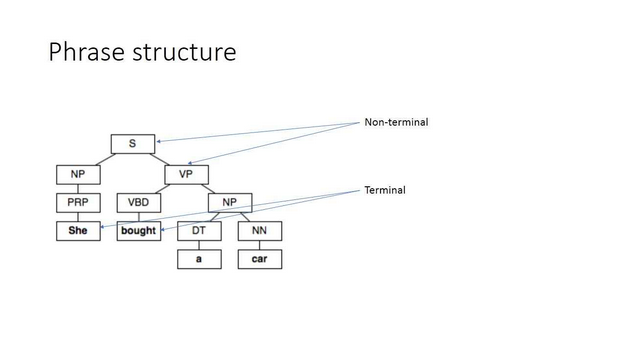 Phrase structure
Non-terminal
S
NP VP
Terminal
PRP VBD NP
She bought DT NN
a car